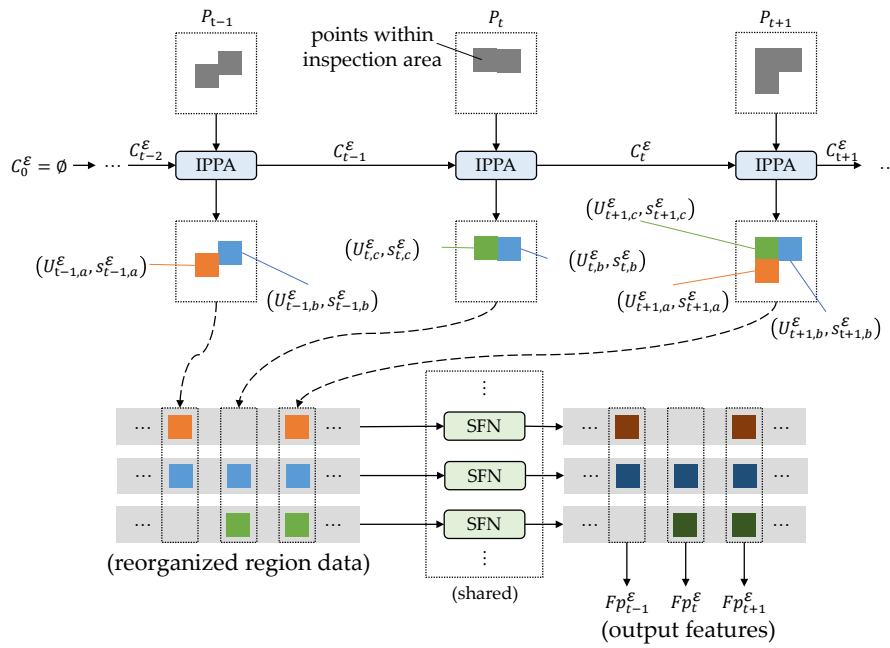 P_{t−1} P_t P_{t+1}
points within
inspection area
C_0^ℰ = ∅ ⋯ C_{t−2}^ℰ IPPA C_{t−1}^ℰ IPPA C_t^ℰ IPPA C_{t+1}^ℰ ..
(U_{t+1,c}^ℰ, s_{t+1,c}^ℰ)
(U_{t−1,a}^ℰ, s_{t−1,a}^ℰ) (U_{t,c}^ℰ, s_{t,c}^ℰ) (U_{t,b}^ℰ, s_{t,b}^ℰ)
(U_{t−1,b}^ℰ, s_{t−1,b}^ℰ) (U_{t+1,a}^ℰ, s_{t+1,a}^ℰ)
(U_{t+1,b}^ℰ, s_{t+1,b}^ℰ)
⋮
⋯ ⋯ SFN ⋯ ⋯
⋯ ⋯ SFN ⋯ ⋯
⋯ ⋯ SFN ⋯ ⋯
(reorganized region data) ⋮
(shared) Fp_{t−1}^ℰ Fp_t^ℰ Fp_{t+1}^ℰ
(output features)